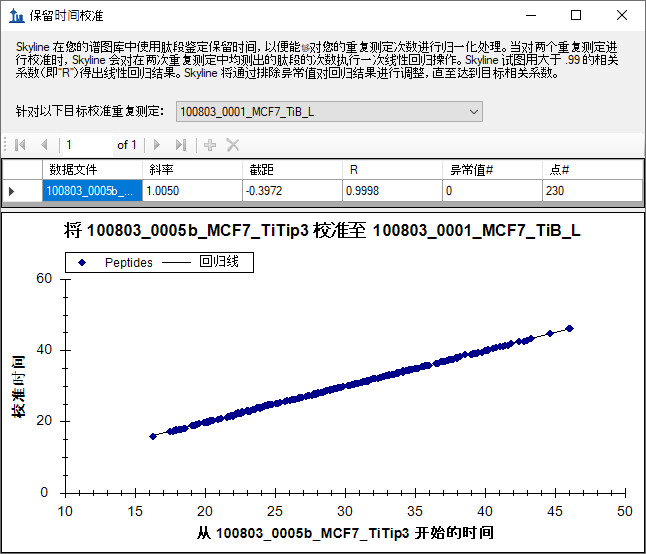 保留时间校准
Skyline 在您的谱图库中使用肽段鉴定保留时间，以便能够对您的重复测定次数进行归一化处理。当对两个重复测定进
行校准时，Skyline 会对在两次重复测定中均测出的肽段的次数执行一次线性回归操作。Skyline 试图用大于 .99 的相关
系数（即“R”）得出线性回归结果。Skyline 将通过排除异常值对回归结果进行调整，直至达到目标相关系数。
针对以下目标校准重复测定： 100803_0001_MCF7_TiB_L
1 of 1
数据文件 斜率 截距 R 异常值# 点#
100803_0005b_... 1.0050 -0.3972 0.9998 0 230
将 100803_0005b_MCF7_TiTip3 校准至 100803_0001_MCF7_TiB_L
Peptides 回归线
60
40
20
0
校准时间
10 15 20 25 30 35 40 45 50
从 100803_0005b_MCF7_TiTip3 开始的时间